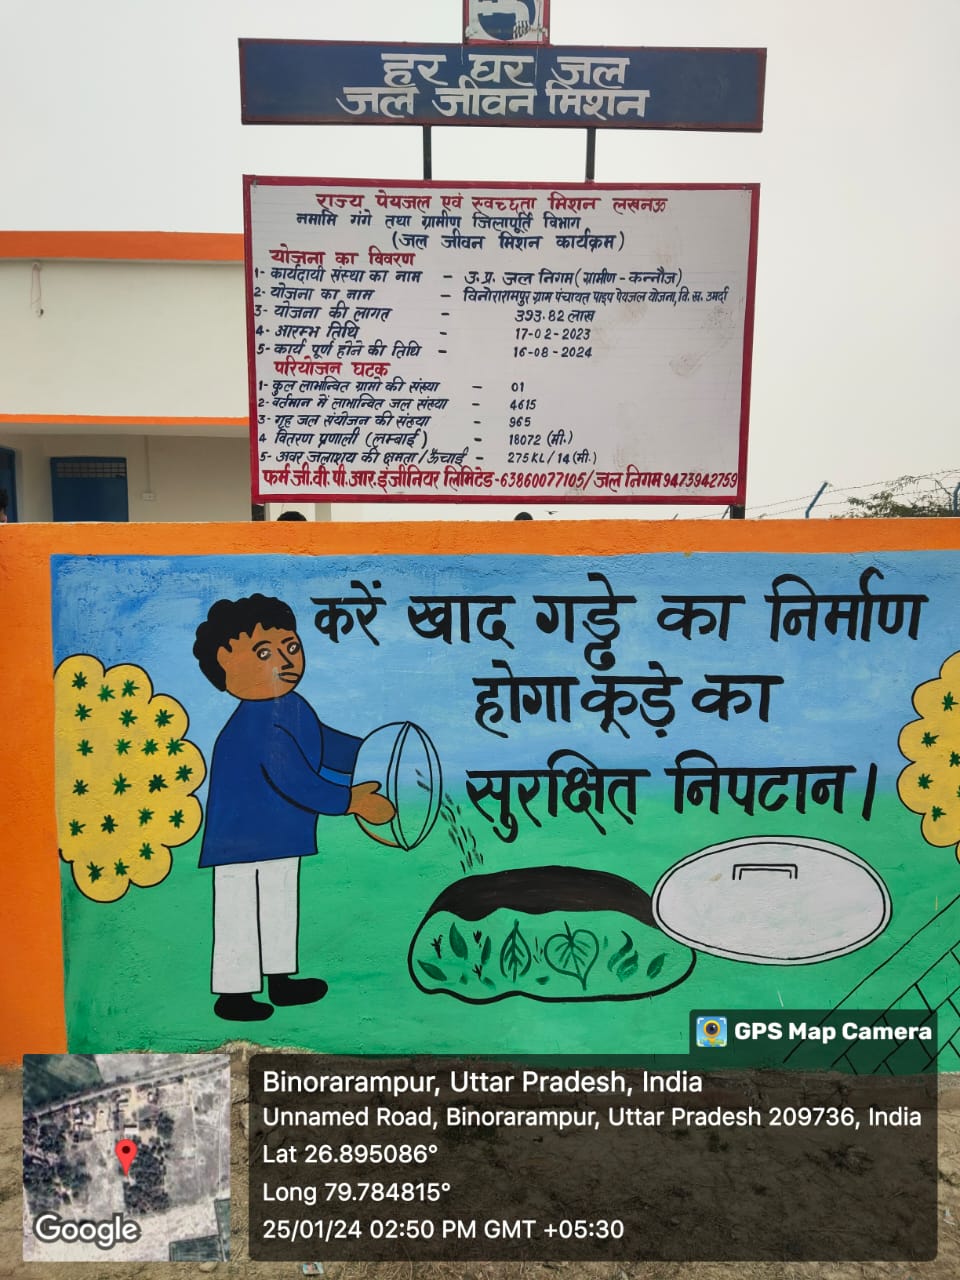 हर घर जल
जल जीवन मिशन
राज्य पेयजल एवं स्वच्छता मिशन लखनऊ
नमामि गंगे तथा ग्रामीण जिलापूर्ति विभाग
(जल जीवन मिशन कार्यक्रम)
योजना का विवरण
1- कार्यदायी संस्था का नाम - उ.प्र. जल निगम (ग्रामीण - कन्नौज)
2- योजना का नाम - विनोरारामपुर ग्राम पंचायत पाइप पेयजल योजना, वि. ख. उमर्दा
3- योजना की लागत - 393.82 लाख
4- आरम्भ तिथि - 17-02-2023
5- कार्य पूर्ण होने की तिथि - 16-08-2024
परियोजन घटक
1- कुल लाभान्वित ग्रामो की संख्या - 01
2- वर्तमान में लाभान्वित जल संख्या - 4615
3- गृह जल संयोजन की संख्या - 965
4 वितरण प्रणाली (लम्बाई) - 18072 (मी.)
5- अवर जलाशय की क्षमता/ऊँचाई - 275KL/14(मी.)
फर्म जी.वी.पी.आर.इंजीनियर लिमिटेड-63860077105/जल निगम 9473942759
करें खाद गड्ढे का निर्माण
होगा कूड़े का
सुरक्षित निपटान।
GPS Map Camera
Binorarampur, Uttar Pradesh, India
Unnamed Road, Binorarampur, Uttar Pradesh 209736, India
Lat 26.895086°
Long 79.784815°
25/01/24 02:50 PM GMT +05:30
Google